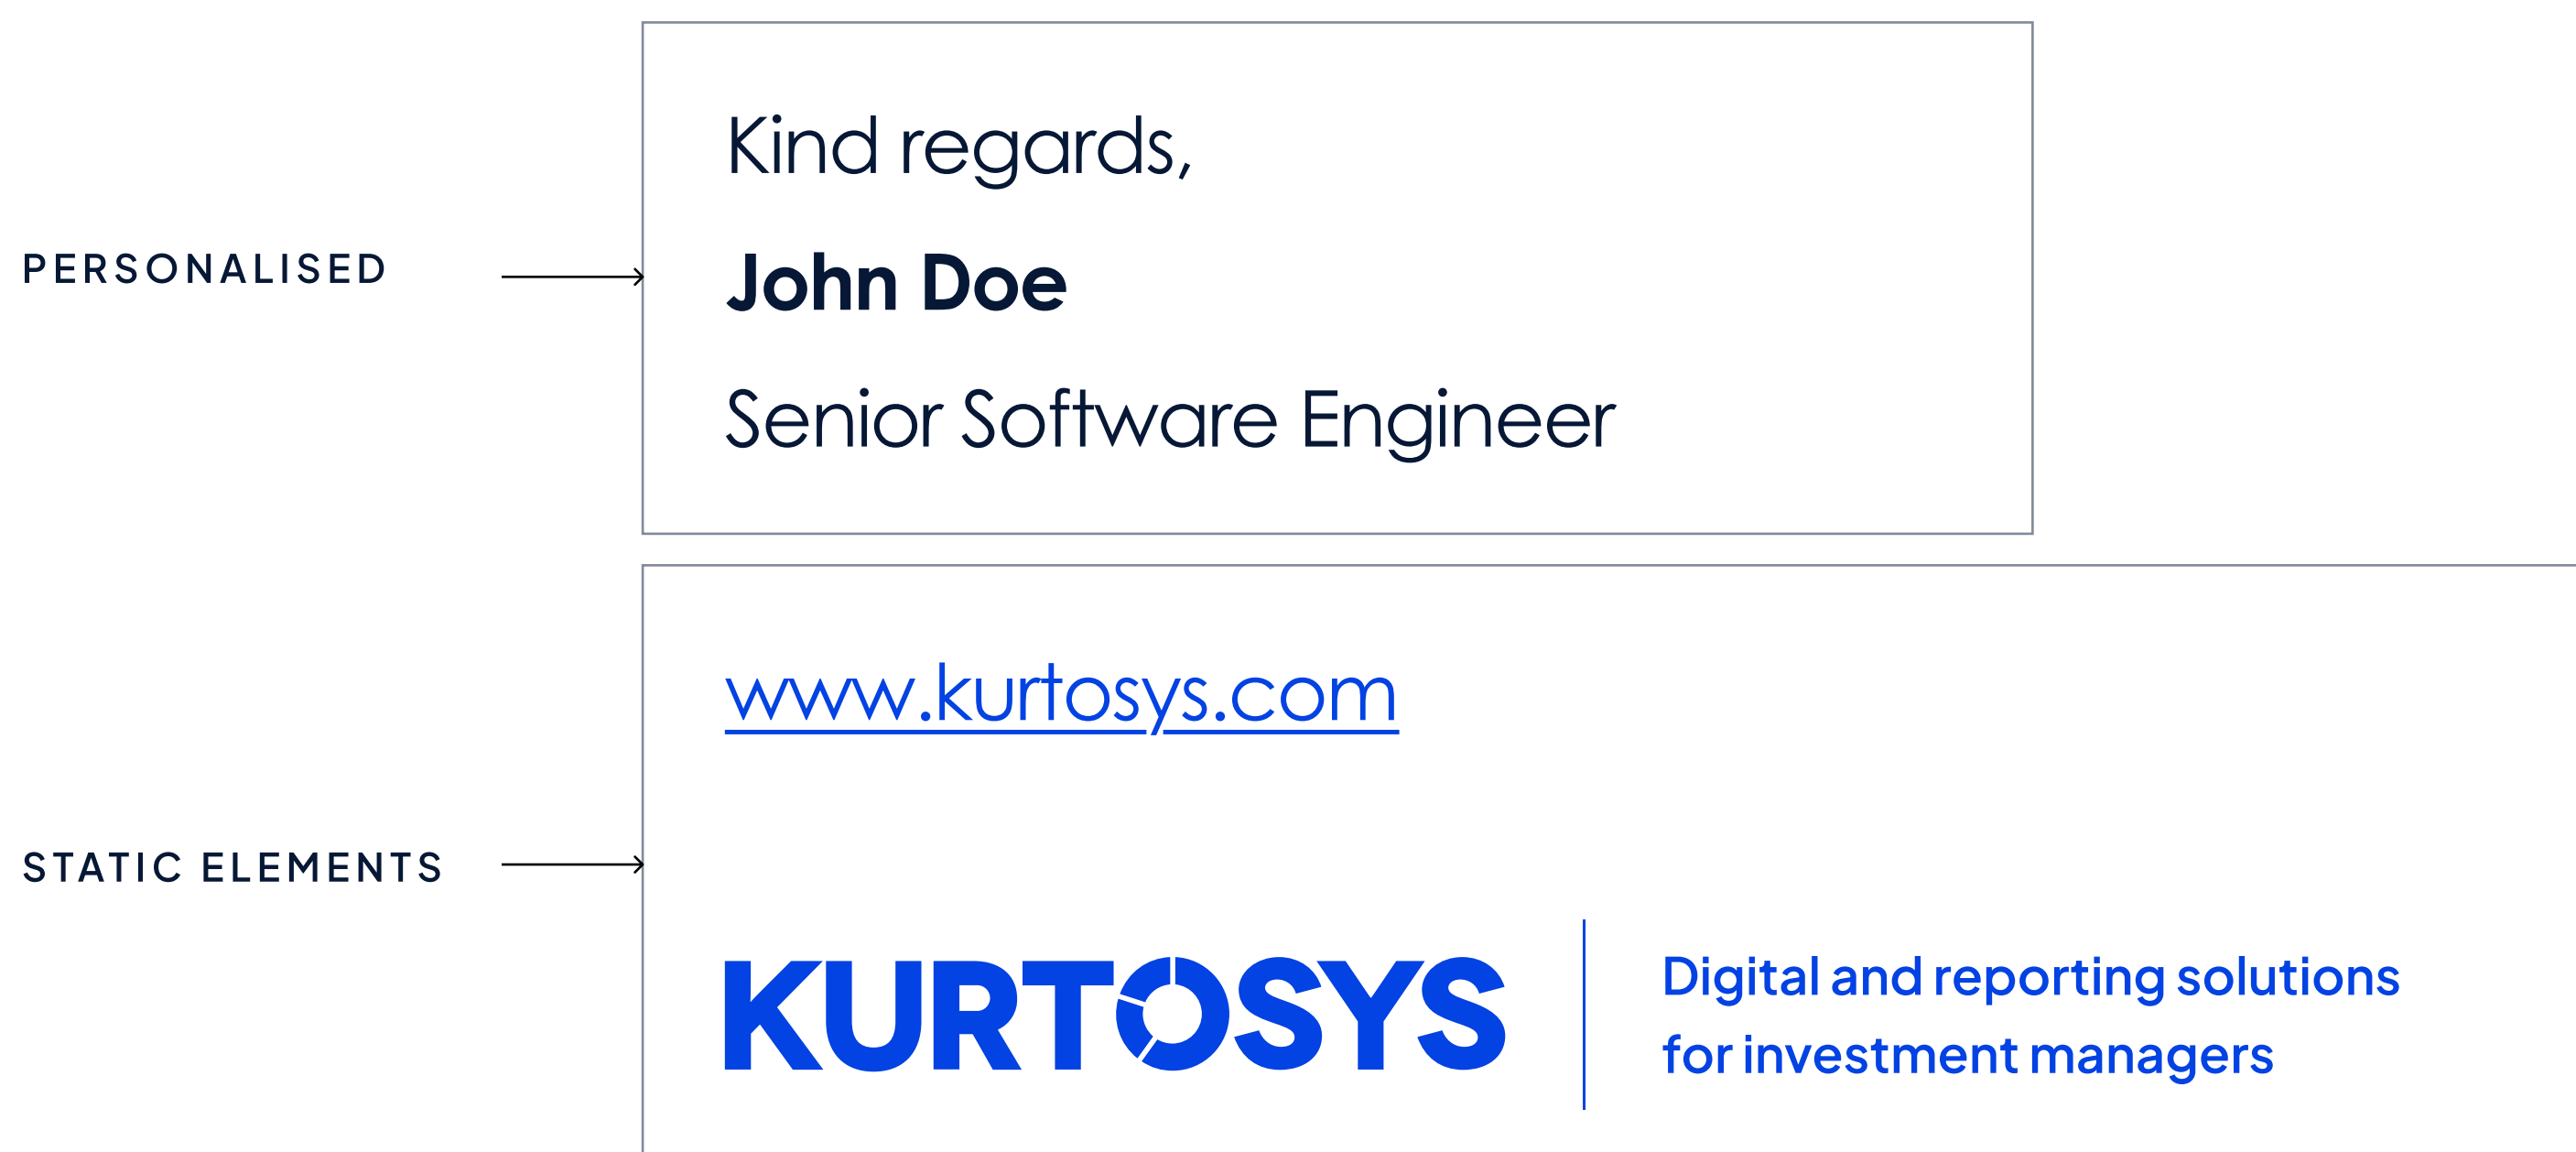 PERSONALISED
Kind regards,
John Doe
Senior Software Engineer
STATIC ELEMENTS
www.kurtosys.com
KURTOSYS
Digital and reporting solutions
for investment managers